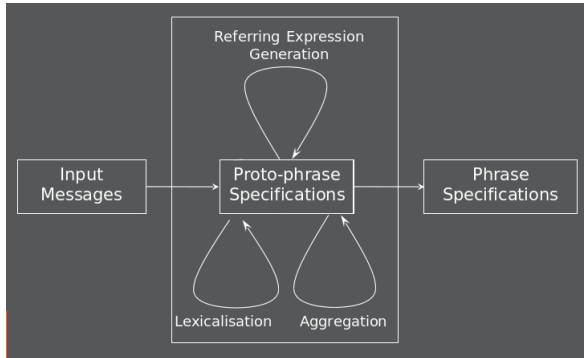 Referring Expression
Generation
Input
Messages
Proto-phrase
Specifications
Phrase
Specifications
Lexicalisation
Aggregation